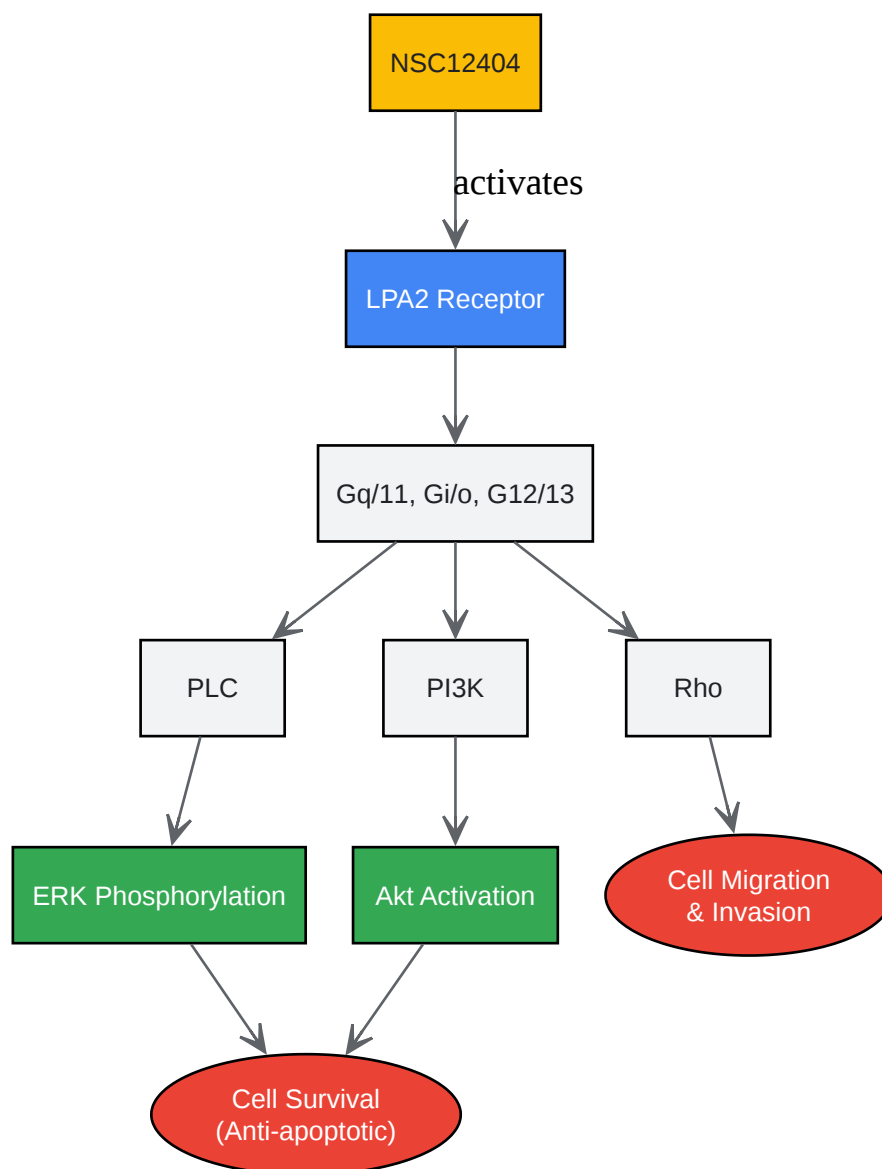 NSC12404
activates
LPA2 Receptor
Gq/11, Gi/o, G12/13
PLC
PI3K
Rho
ERK Phosphorylation
Akt Activation
Cell Migration
& Invasion
Cell Survival
(Anti-apoptotic)